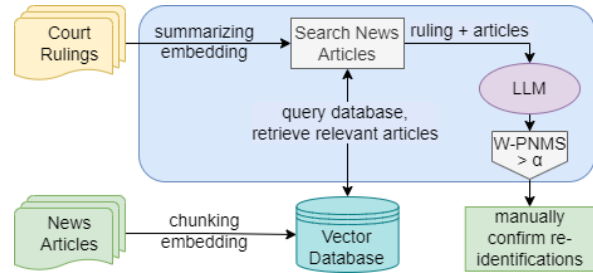 Court
Rulings
summarizing
embedding
Search News
Articles
ruling + articles
LLM
query database,
retrieve relevant articles
W-PNMS
> α
News
Articles
chunking
embedding
Vector
Database
manually
confirm re-
identifications